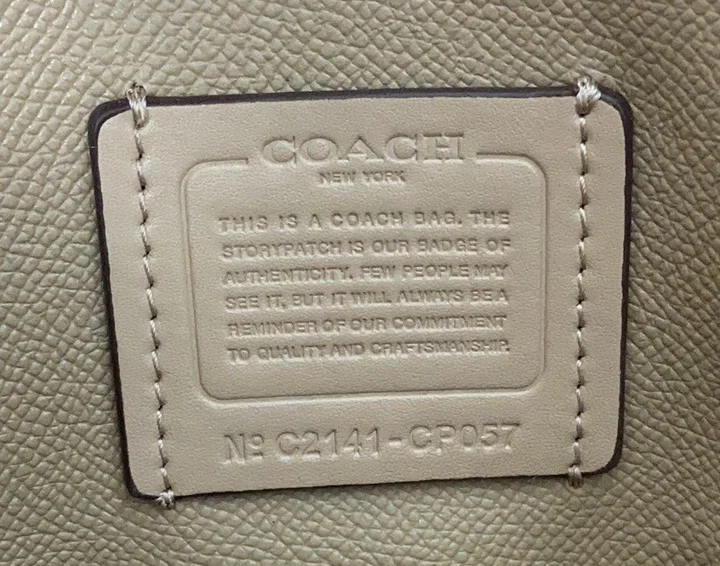 COACH
NEW YORK
THIS IS A COACH BAG. THE
STORYPATCH IS OUR BADGE OF
AUTHENTICITY. FEW PEOPLE MAY
SEE IT, BUT IT WILL ALWAYS BE A
REMINDER OF OUR COMMITMENT
TO QUALITY AND CRAFTSMANSHIP.
Nº C2141-CP057